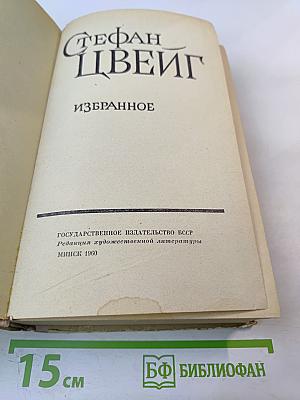 СТЕФАН
ЦВЕЙГ
ИЗБРАННОЕ
ГОСУДАРСТВЕННОЕ ИЗДАТЕЛЬСТВО БССР
Редакция художественной литературы
МИНСК 1960
15 см
БФ БИБЛИОФАН